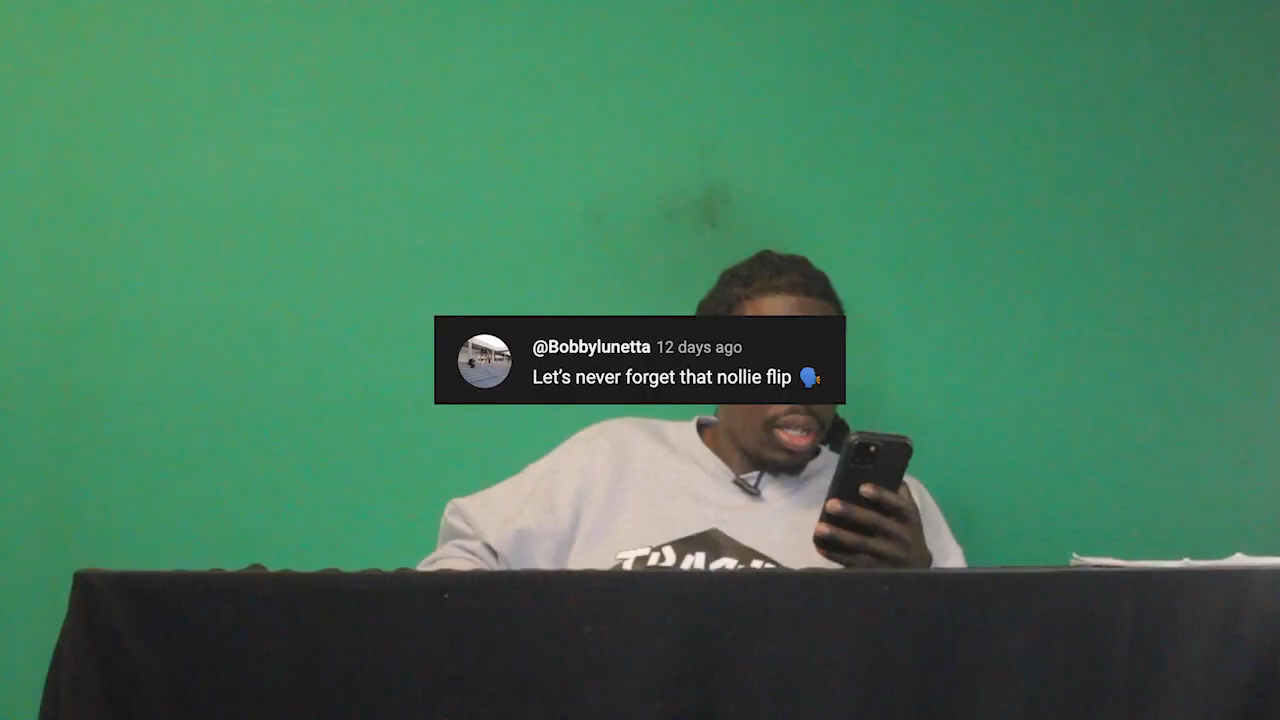 @Bobbylunetta 12 days ago
Let's never forget that nollie flip 🗣️